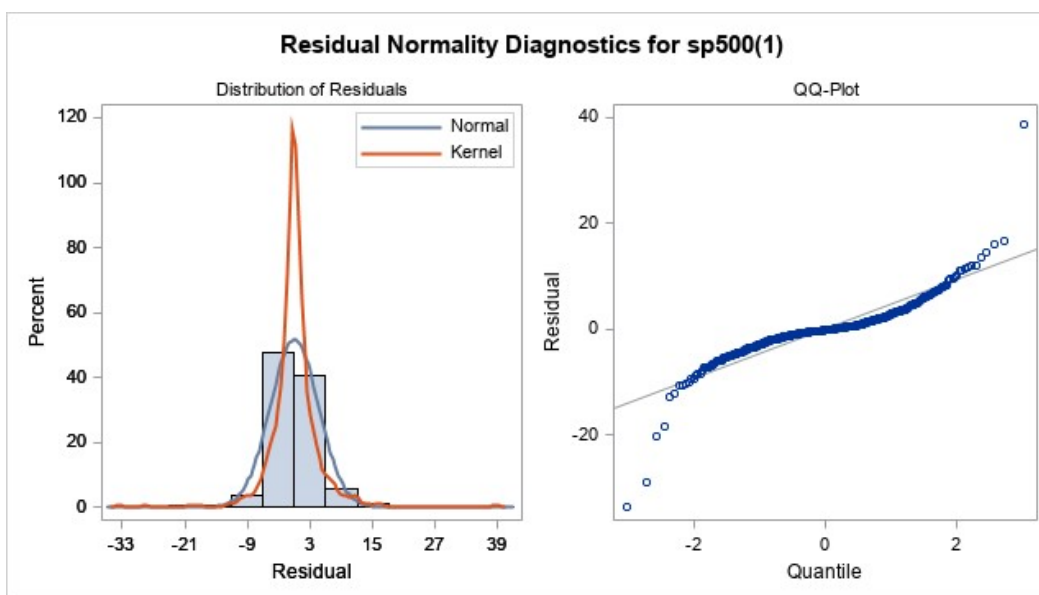 Residual Normality Diagnostics for sp500(1)
Distribution of Residuals
QQ-Plot
Normal
Kernel
Percent
120
100
80
60
40
20
0
-33 -21 -9 3 15 27 39
Residual
Residual
40
20
0
-20
-2 0 2
Quantile